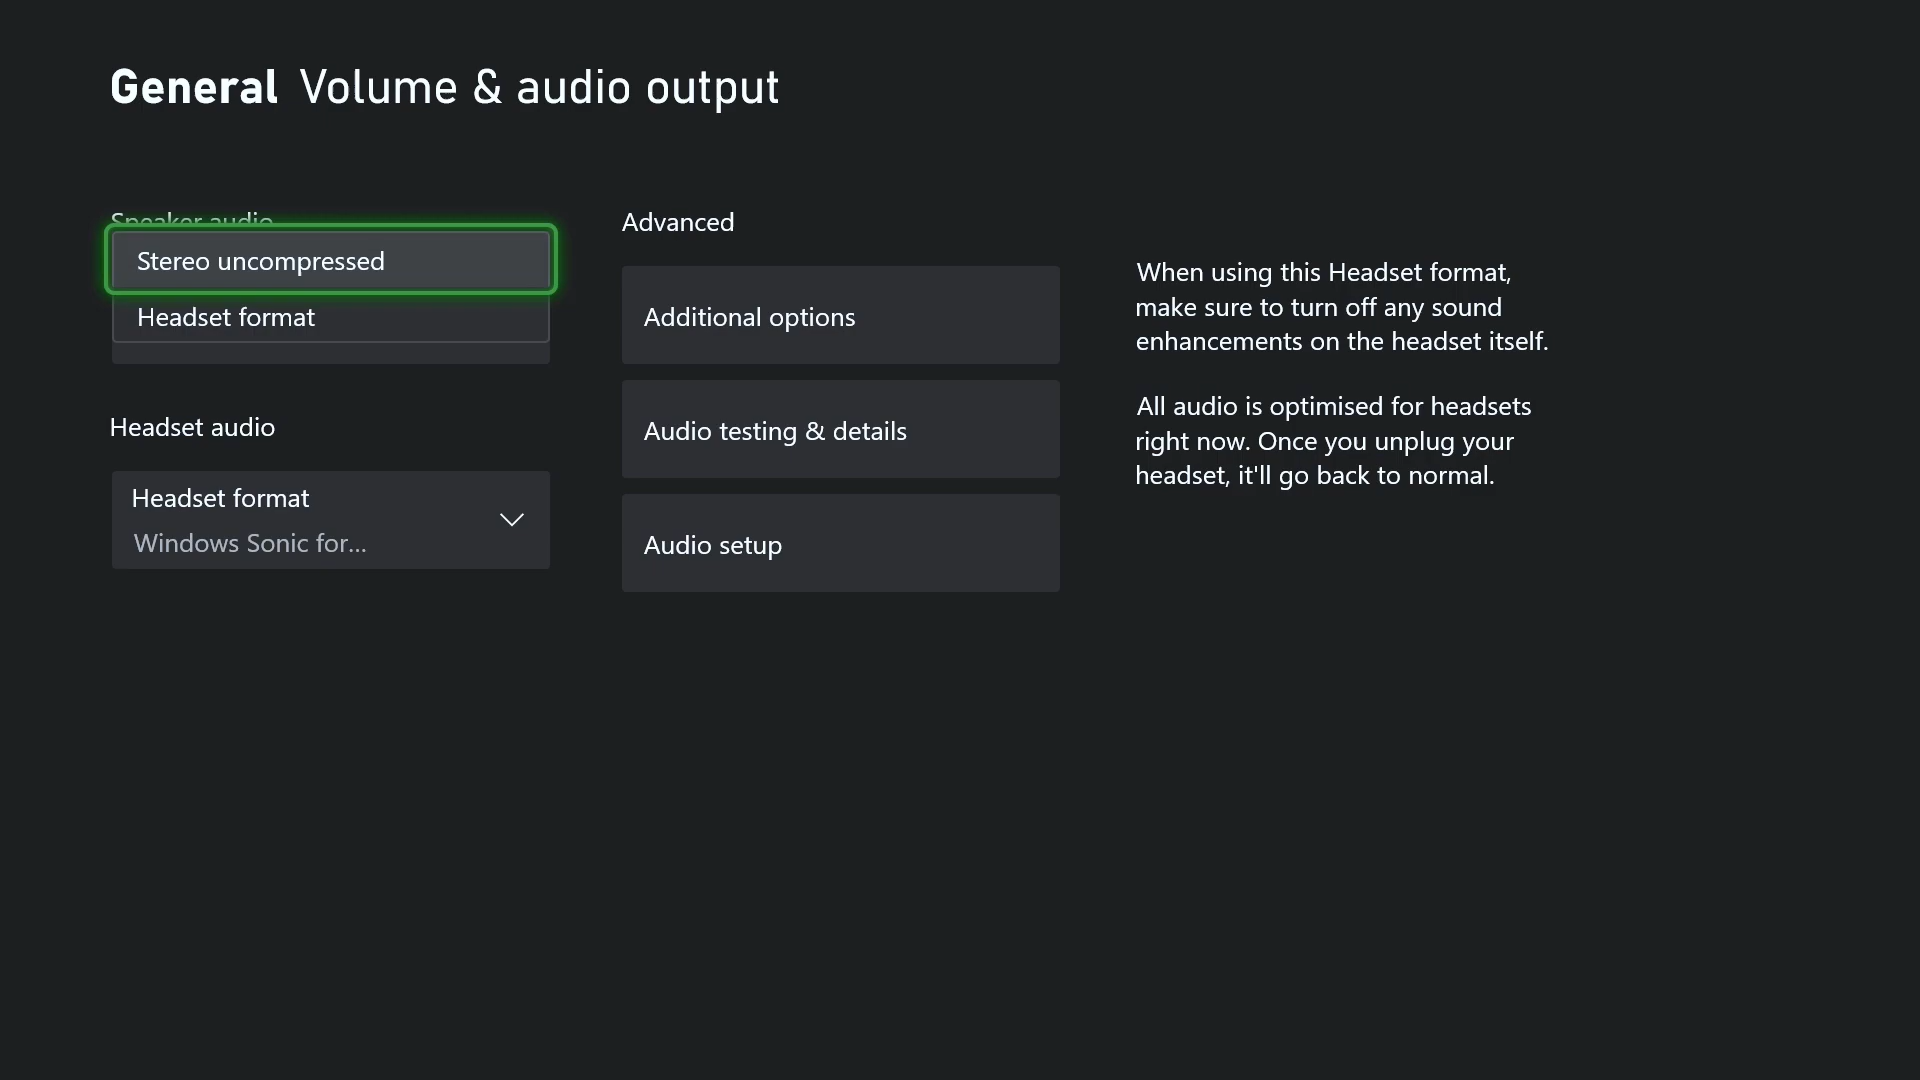 General Volume & audio output
Speaker audio
Stereo uncompressed
Headset format
Headset audio
Headset format
Windows Sonic for...
Advanced
Additional options
Audio testing & details
Audio setup
When using this Headset format,
make sure to turn off any sound
enhancements on the headset itself.
All audio is optimised for headsets
right now. Once you unplug your
headset, it'll go back to normal.